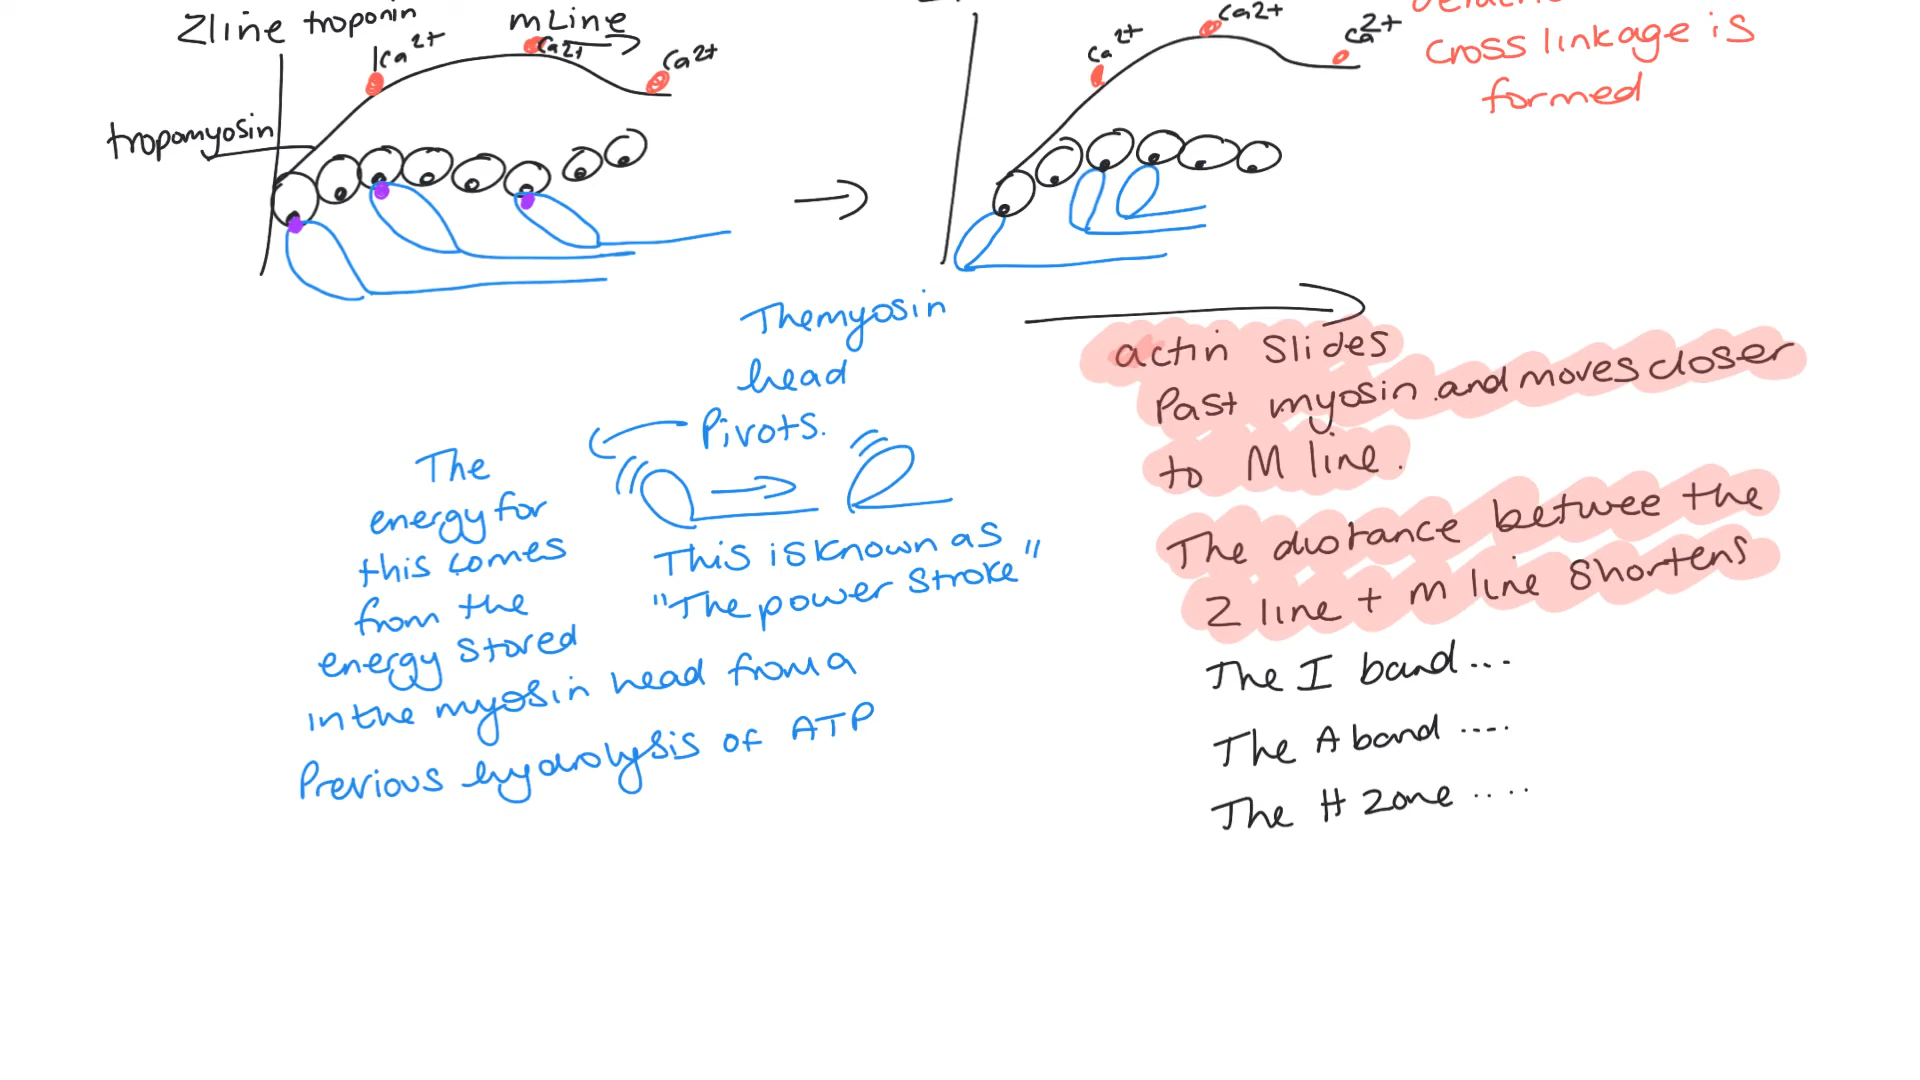 Zline troponin
mLine
Ca2+
Ca2+
Ca2+
tropomyosin
Ca2+
Ca2+
Ca2+
Cross linkage is
formed
The myosin
head
Pivots.
The
energy for
this comes
from the
energy stored
in the myosin head from a
Previous hydrolysis of ATP
This is known as
"The power Stroke"
actin Slides
Past myosin and moves closer
to M line.
The distance betwee the
Z line + m line Shortens
The I band...
The A band ....
The H zone ....